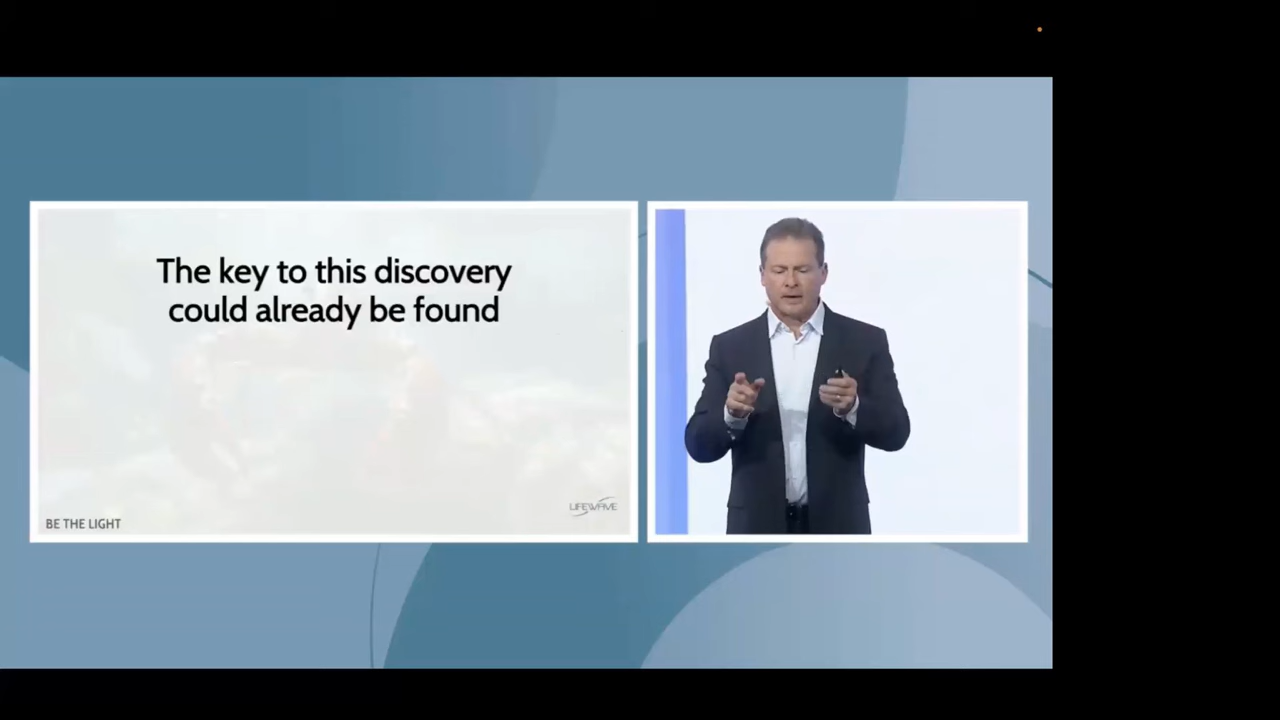 The key to this discovery
could already be found
LIFEWAVE
BE THE LIGHT